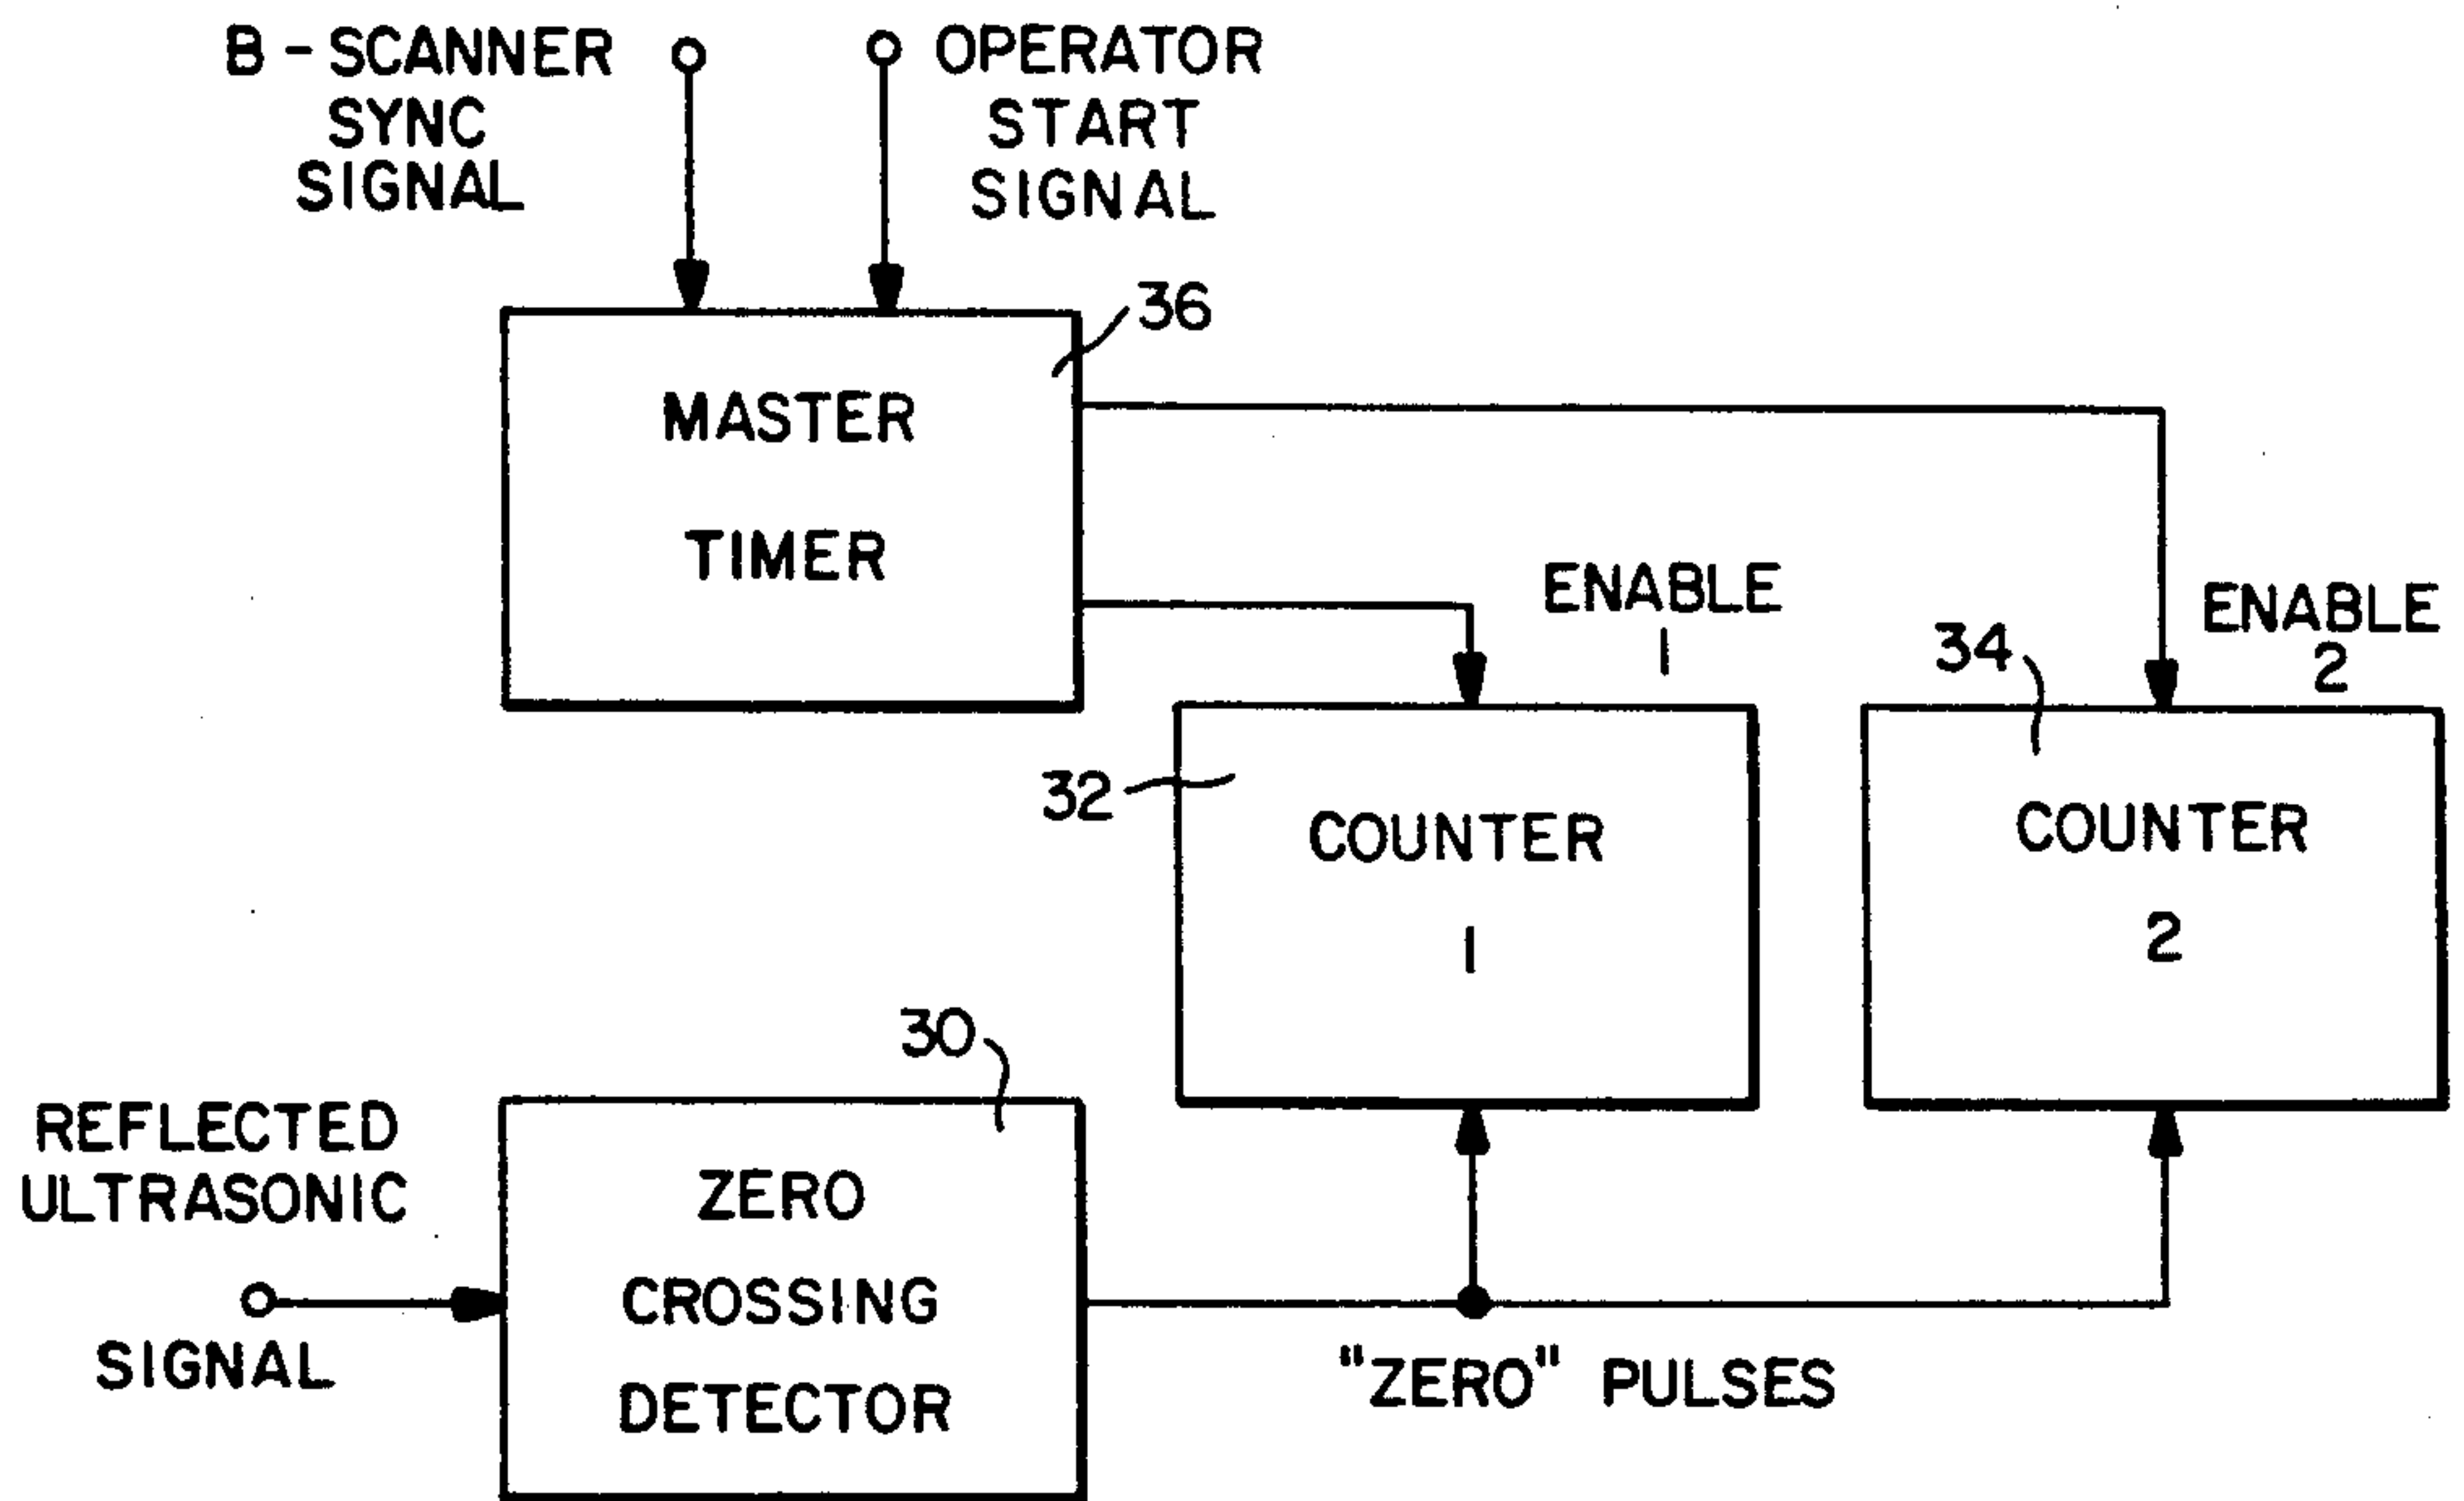 B-SCANNER
SYNC
SIGNAL
OPERATOR
START
SIGNAL
36
MASTER
TIMER
ENABLE
1
ENABLE
2
34
32
COUNTER
1
COUNTER
2
30
REFLECTED
ULTRASONIC
SIGNAL
ZERO
CROSSING
DETECTOR
"ZERO" PULSES